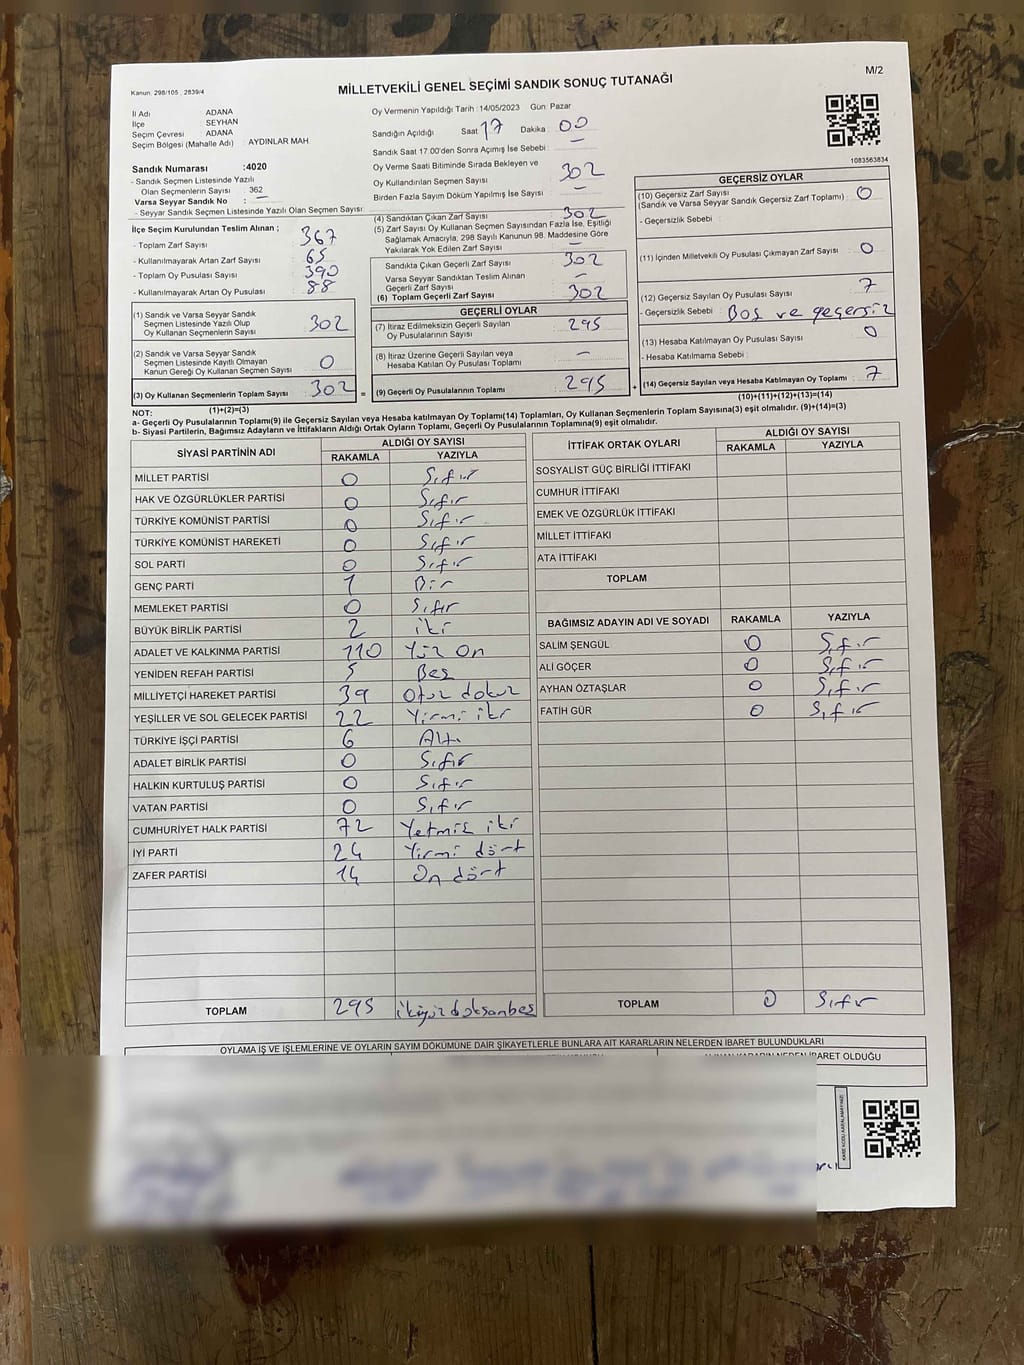 M/2
Kanun: 298/105 , 2839/4
MİLLETVEKİLİ GENEL SEÇİMİ SANDIK SONUÇ TUTANAĞI
İli Adı : ADANA
İlçe : SEYHAN
Seçim Çevresi : ADANA
Seçim Bölgesi (Mahalle Adı) : AYDINLAR MAH
Sandık Numarası :4020
- Sandık Seçmen Listesinde Yazılı
Olan Seçmenlerin Sayısı : 362
Varsa Seyyar Sandık No : —
- Seyyar Sandık Seçmen Listesinde Yazılı Olan Seçmen Sayısı:
İlçe Seçim Kurulundan Teslim Alınan ;
- Toplam Zarf Sayısı : 367
- Kullanılmayarak Artan Zarf Sayısı : 65
- Toplam Oy Pusulası Sayısı : 390
- Kullanılmayarak Artan Oy Pusulası : 88
(1) Sandık ve Varsa Seyyar Sandık
Seçmen Listesinde Yazılı Olup
Oy Kullanan Seçmenlerin Sayısı : 302
(2) Sandık ve Varsa Seyyar Sandık
Seçmen Listesinde Kayıtlı Olmayan
Kanun Gereği Oy Kullanan Seçmen Sayısı : 0
(3) Oy Kullanan Seçmenlerin Toplam Sayısı : 302 =
(1)+(2)=(3)
Oy Vermenin Yapıldığı Tarih : 14/05/2023 Gün: Pazar
Sandığın Açıldığı Saat 17 Dakika : 00
Sandık Saat 17:00'den Sonra Açımış İse Sebebi : —
Oy Verme Saati Bitiminde Sırada Bekleyen ve
Oy Kullandırılan Seçmen Sayısı : 302
Birden Fazla Sayım Döküm Yapılmış İse Sayısı : —
(4) Sandıktan Çıkan Zarf Sayısı : 302
(5) Zarf Sayısı Oy Kullanan Seçmen Sayısından Fazla İse, Eşitliği
Sağlamak Amacıyla, 298 Sayılı Kanunun 98. Maddesine Göre
Yakılarak Yok Edilen Zarf Sayısı : —
Sandıkta Çıkan Geçerli Zarf Sayısı : 302
Varsa Seyyar Sandıktan Teslim Alınan
Geçerli Zarf Sayısı : —
(6) Toplam Geçerli Zarf Sayısı : 302
GEÇERLİ OYLAR
(7) İtiraz Edilmeksizin Geçerli Sayılan
Oy Pusulalarının Sayısı : 295
(8) İtiraz Üzerine Geçerli Sayılan veya
Hesaba Katılan Oy Pusulası Toplamı : —
(9) Geçerli Oy Pusulalarının Toplamı : 295 +
1083563834
GEÇERSİZ OYLAR
(10) Geçersiz Zarf Sayısı
(Sandık ve Varsa Seyyar Sandık Geçersiz Zarf Toplamı) : 0
- Geçersizlik Sebebi :
(11) İçinden Milletvekili Oy Pusulası Çıkmayan Zarf Sayısı : 0
(12) Geçersiz Sayılan Oy Pusulası Sayısı : 7
- Geçersizlik Sebebi : Boş ve geçersiz
(13) Hesaba Katılmayan Oy Pusulası Sayısı : 0
- Hesaba Katılmama Sebebi :
(14) Geçersiz Sayılan veya Hesaba Katılmayan Oy Toplamı : 7
(10)+(11)+(12)+(13)=(14)
NOT:
a- Geçerli Oy Pusulalarının Toplamı(9) ile Geçersiz Sayılan veya Hesaba katılmayan Oy Toplamı(14) Toplamları, Oy Kullanan Seçmenlerin Toplam Sayısına(3) eşit olmalıdır. (9)+(14)=(3)
b- Siyasi Partilerin, Bağımsız Adayların ve İttifakların Aldığı Ortak Oyların Toplamı, Geçerli Oy Pusulalarının Toplamına(9) eşit olmalıdır.
SİYASİ PARTİNİN ADI ALDIĞI OY SAYISI
RAKAMLA YAZIYLA
MİLLET PARTİSİ 0 Sıfır
HAK VE ÖZGÜRLÜKLER PARTİSİ 0 Sıfır
TÜRKİYE KOMÜNİST PARTİSİ 0 Sıfır
TÜRKİYE KOMÜNİST HAREKETİ 0 Sıfır
SOL PARTİ 0 Sıfır
GENÇ PARTİ 1 Bir
MEMLEKET PARTİSİ 0 Sıfır
BÜYÜK BİRLİK PARTİSİ 2 iki
ADALET VE KALKINMA PARTİSİ 110 Yüz On
YENİDEN REFAH PARTİSİ 5 Beş
MİLLİYETÇİ HAREKET PARTİSİ 39 Otuz dokuz
YEŞİLLER VE SOL GELECEK PARTİSİ 22 Yirmi iki
TÜRKİYE İŞÇİ PARTİSİ 6 Altı
ADALET BİRLİK PARTİSİ 0 Sıfır
HALKIN KURTULUŞ PARTİSİ 0 Sıfır
VATAN PARTİSİ 0 Sıfır
CUMHURİYET HALK PARTİSİ 72 Yetmiş iki
İYİ PARTİ 24 Yirmi dört
ZAFER PARTİSİ 14 On dört
TOPLAM 295 ikiyüzdoksanbeş
İTTİFAK ORTAK OYLARI ALDIĞI OY SAYISI
RAKAMLA YAZIYLA
SOSYALİST GÜÇ BİRLİĞİ İTTİFAKI
CUMHUR İTTİFAKI
EMEK VE ÖZGÜRLÜK İTTİFAKI
MİLLET İTTİFAKI
ATA İTTİFAKI
TOPLAM
BAĞIMSIZ ADAYIN ADI VE SOYADI RAKAMLA YAZIYLA
SALİM ŞENGÜL 0 Sıfır
ALİ GÖÇER 0 Sıfır
AYHAN ÖZTAŞLAR 0 Sıfır
FATİH GÜR 0 Sıfır
TOPLAM 0 Sıfır
OYLAMA İŞ VE İŞLEMLERİNE VE OYLARIN SAYIM DÖKÜMÜNE DAİR ŞİKAYETLERLE BUNLARA AİT KARARLARIN NELERDEN İBARET BULUNDUKLARI
İBARET OLDUĞU